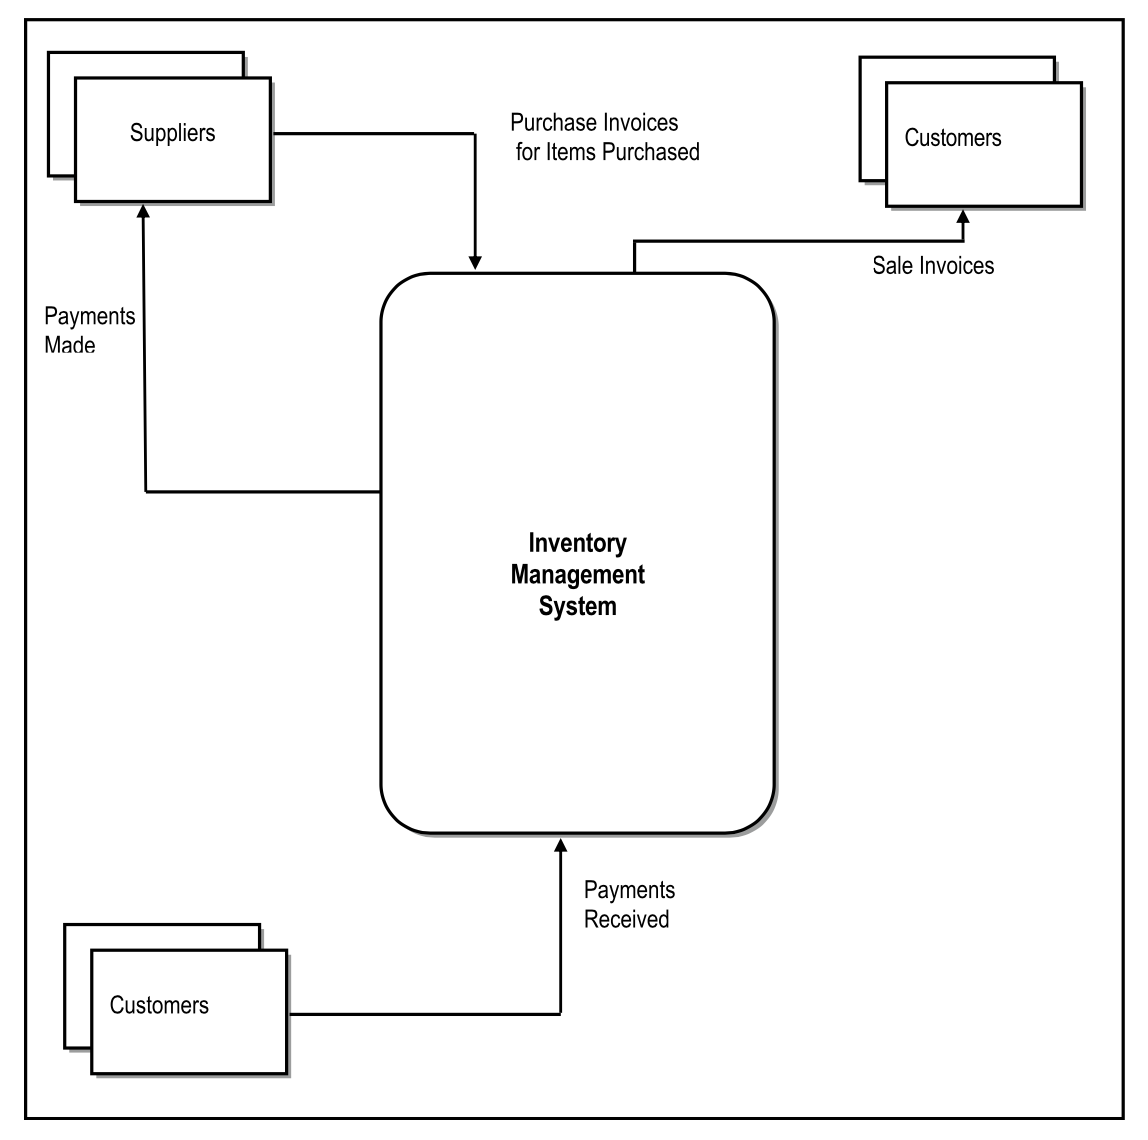 Suppliers
Purchase Invoices
for Items Purchased
Customers
Sale Invoices
Payments
Made
Inventory
Management
System
Payments
Received
Customers